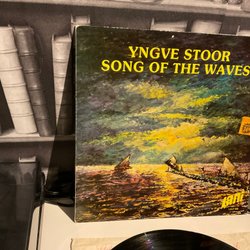 YNGVE STOOR
SONG OF THE WAVES